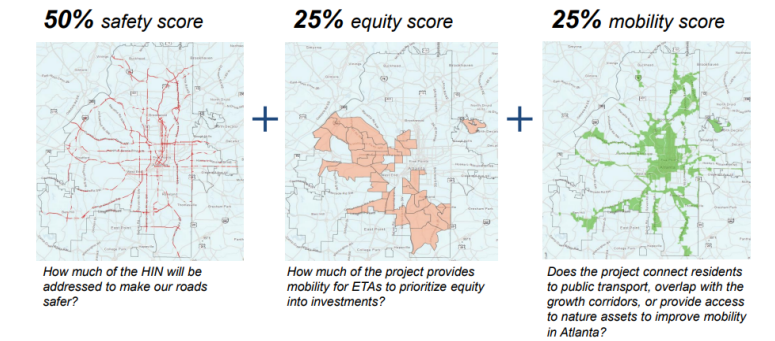 50% safety score
25% equity score
25% mobility score
+
+
How much of the HIN will be
addressed to make our roads
safer?
How much of the project provides
mobility for ETAs to prioritize equity
into investments?
Does the project connect residents
to public transport, overlap with the
growth corridors, or provide access
to nature assets to improve mobility
in Atlanta?